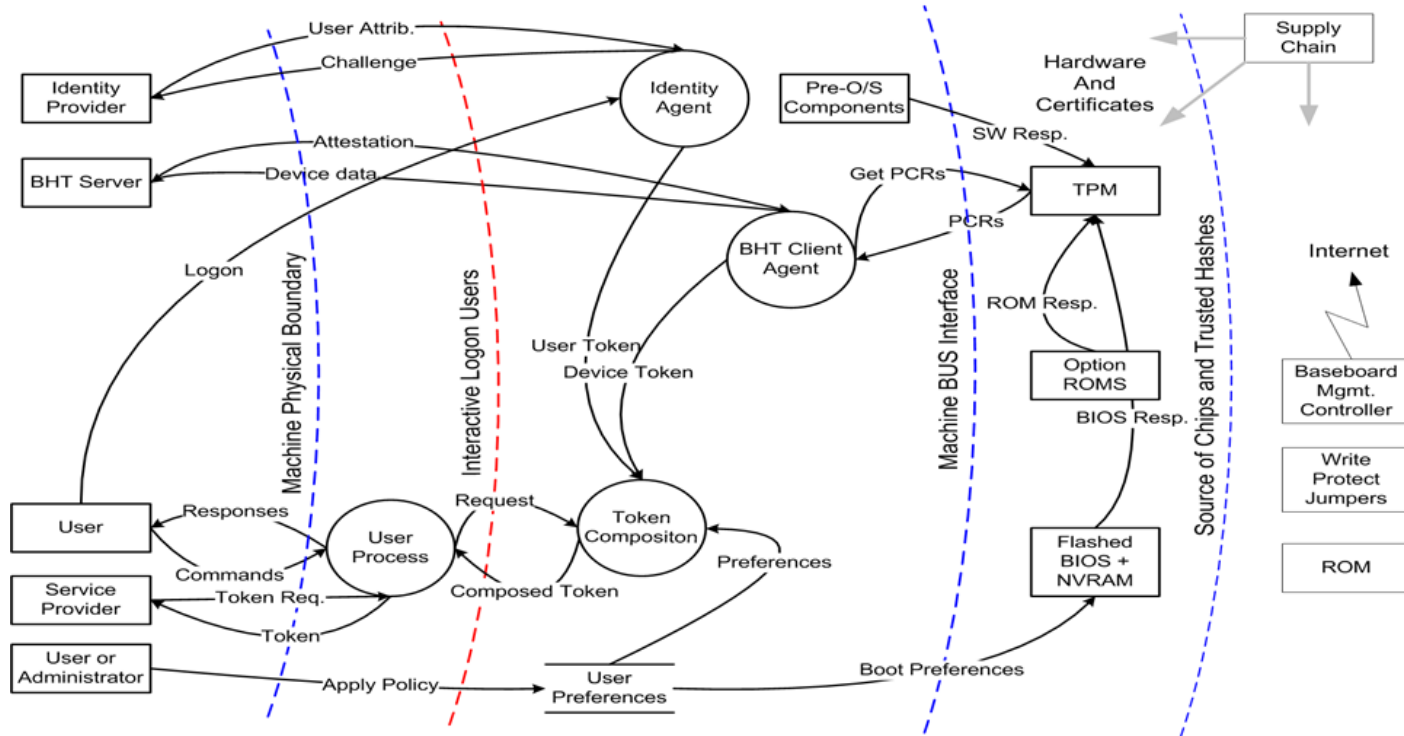 User Attrib.
Challenge
Identity
Provider
Identity
Agent
Pre-O/S
Components
Hardware
And
Certificates
Supply
Chain
SW Resp.
Attestation
BHT Server
Device data
Get PCRs
TPM
PCRs
BHT Client
Agent
Logon
Internet
ROM Resp.
Machine Physical Boundary
Interactive Logon Users
Machine BUS Interface
Source of Chips and Trusted Hashes
User Token
Device Token
Option
ROMS
Baseboard
Mgmt.
Controller
BIOS Resp.
Write
Protect
Jumpers
User
Responses
Commands
User
Process
Request
Composed Token
Token
Compositon
Preferences
Flashed
BIOS +
NVRAM
ROM
Service
Provider
Token Req.
Token
User or
Administrator
Apply Policy
User
Preferences
Boot Preferences